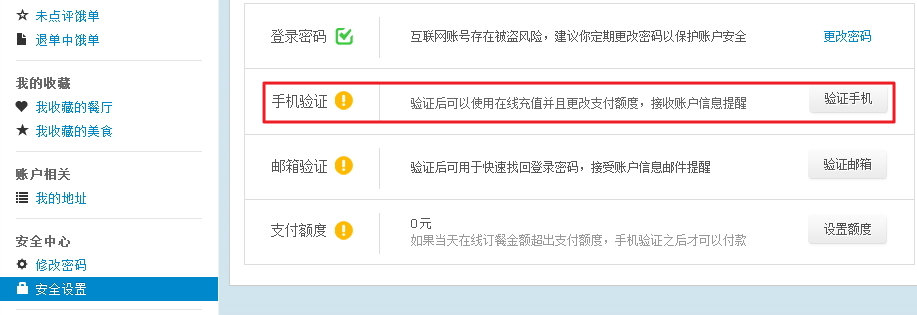 未点评饿单
退单中饿单
我的收藏
我收藏的餐厅
我收藏的美食
账户相关
我的地址
安全中心
修改密码
安全设置
登录密码 互联网账号存在被盗风险，建议你定期更改密码以保护账户安全 更改密码
手机验证 验证后可以使用在线充值并且更改支付额度，接收账户信息提醒 验证手机
邮箱验证 验证后可用于快速找回登录密码，接受账户信息邮件提醒 验证邮箱
支付额度 0元 设置额度
如果当天在线订餐金额超出支付额度，手机验证之后才可以付款